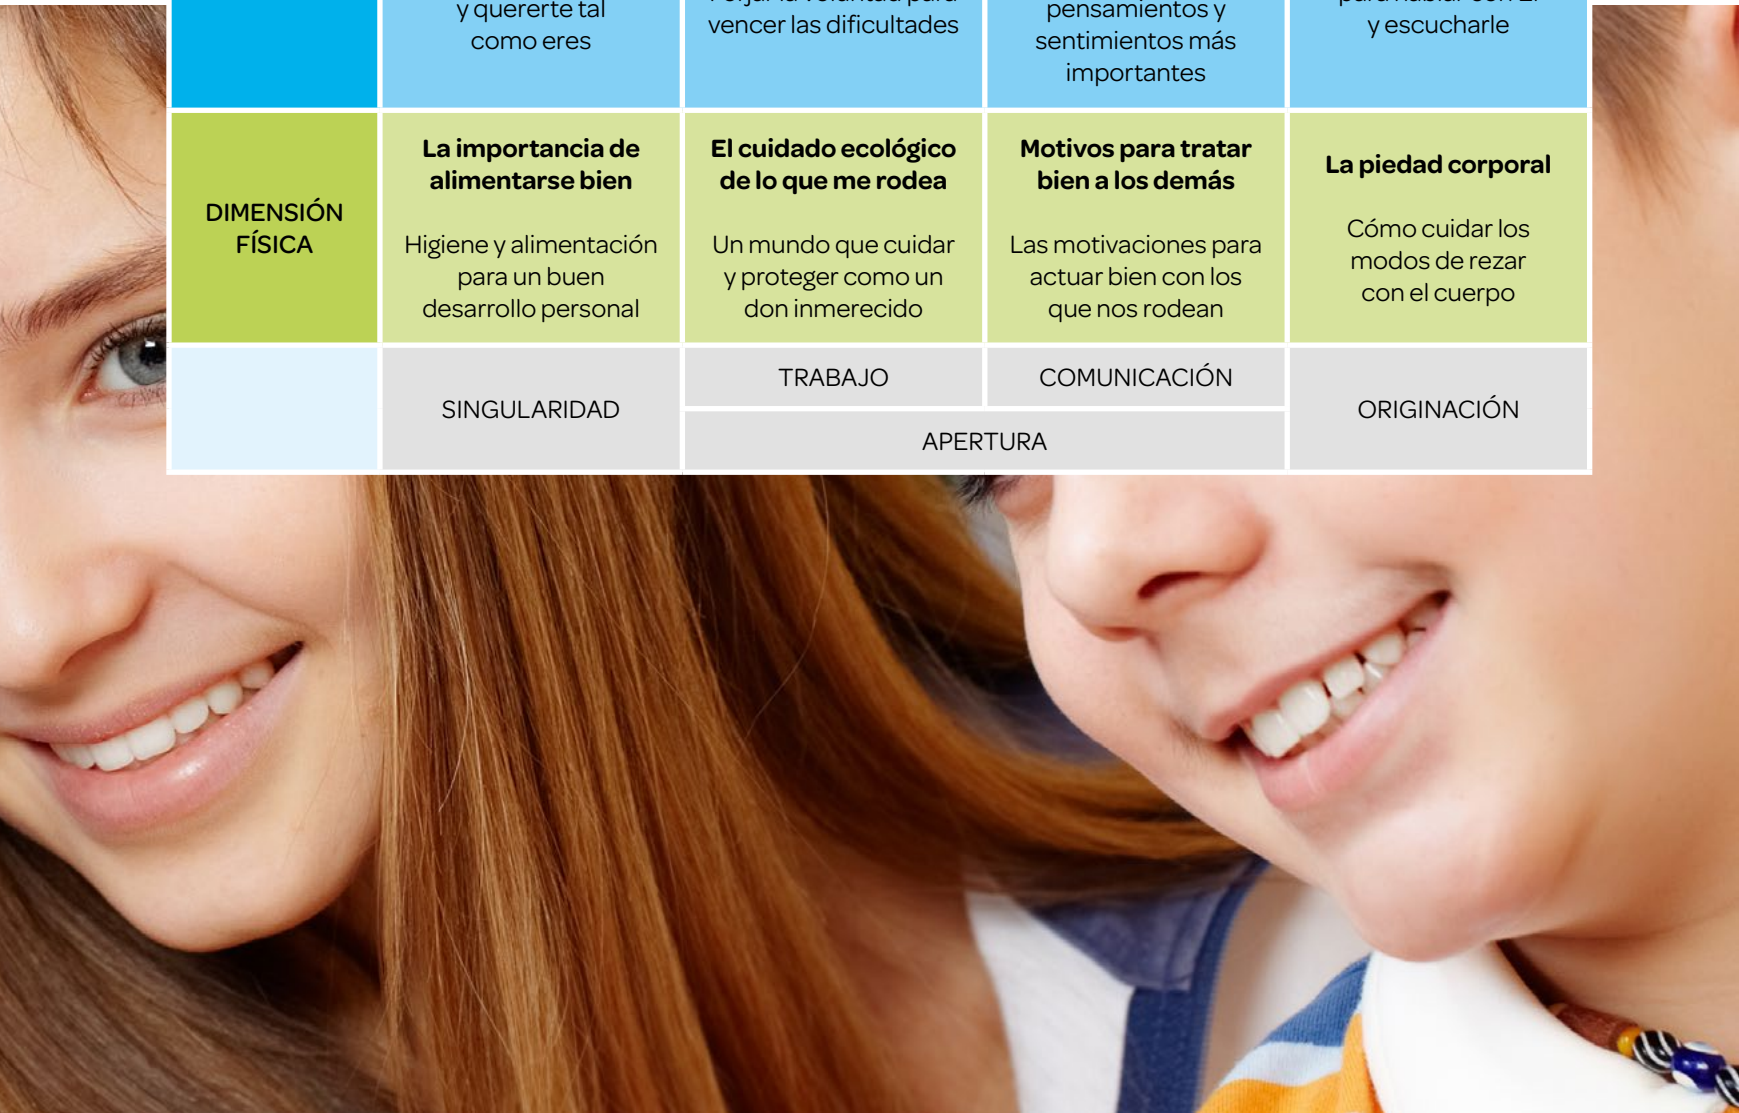 y quererte tal
como eres
vencer las dificultades
pensamientos y
sentimientos más
importantes
y escucharle
DIMENSIÓN
FÍSICA
La importancia de
alimentarse bien
Higiene y alimentación
para un buen
desarrollo personal
El cuidado ecológico
de lo que me rodea
Un mundo que cuidar
y proteger como un
don inmerecido
Motivos para tratar
bien a los demás
Las motivaciones para
actuar bien con los
que nos rodean
La piedad corporal
Cómo cuidar los
modos de rezar
con el cuerpo
SINGULARIDAD
TRABAJO
COMUNICACIÓN
APERTURA
ORIGINACIÓN